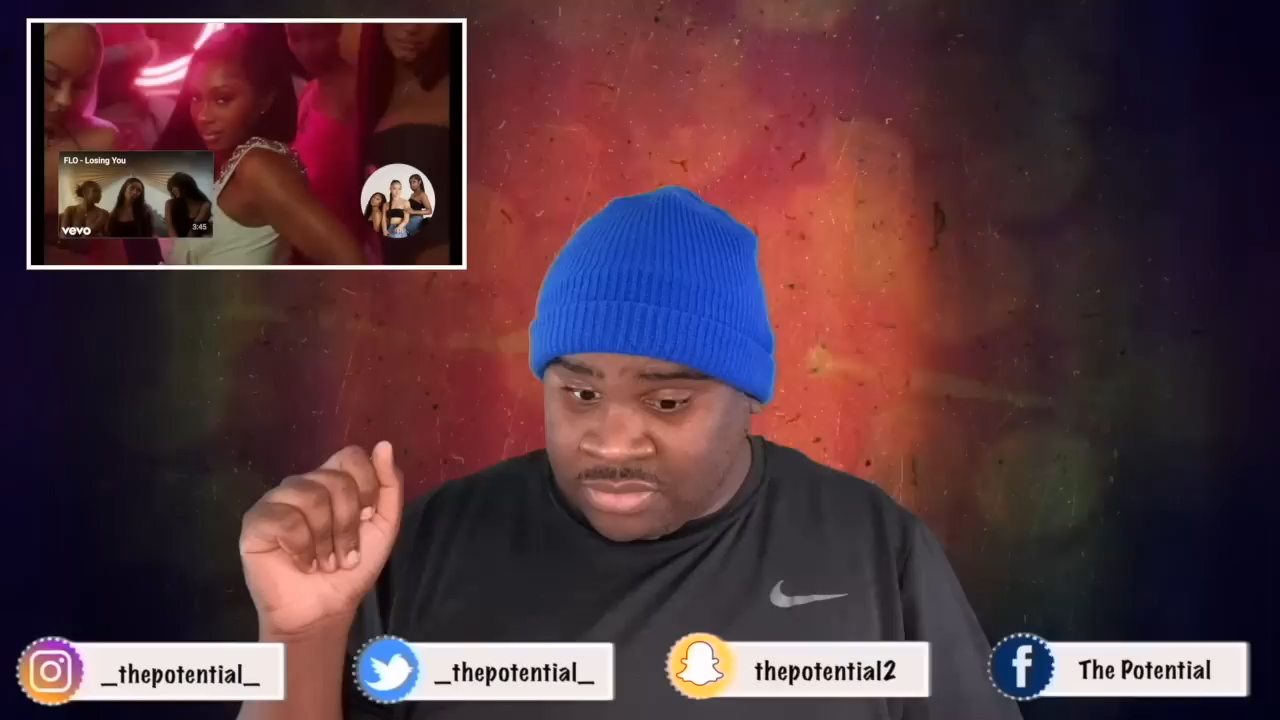 FLO - Losing You
vevo
3:45
_thepotential_
_thepotential_
thepotential2
The Potential